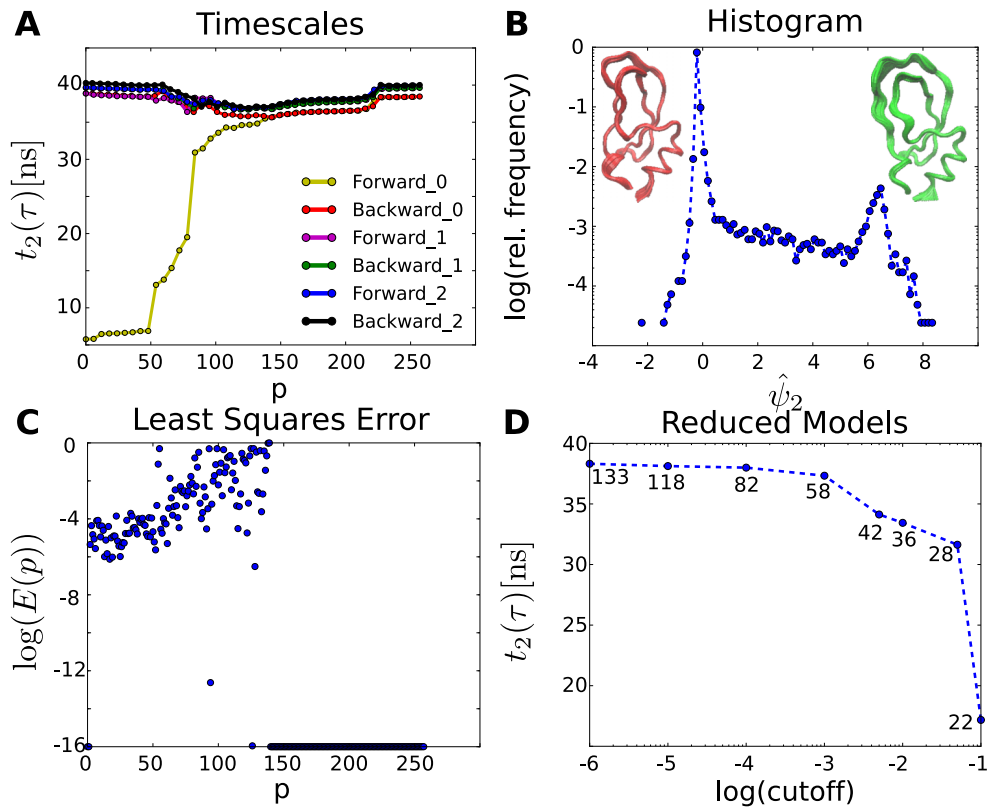 A
Timescales
50
40
30
20
10
0
50
100
150
200
250
300
t₂(τ)[ns]
p
Forward_0
Backward_0
Forward_1
Backward_1
Forward_2
Backward_2
B
Histogram
0
-1
-2
-3
-4
-4
-2
0
2
4
6
8
log(rel. frequency)
ψ̂₂
C
Least Squares Error
0
-4
-8
-12
-16
0
50
100
150
200
250
300
log(E(p))
p
D
Reduced Models
40
35
30
25
20
-6
-5
-4
-3
-2
-1
t₂(τ)[ns]
log(cutoff)
133
118
82
58
42
36
28
22